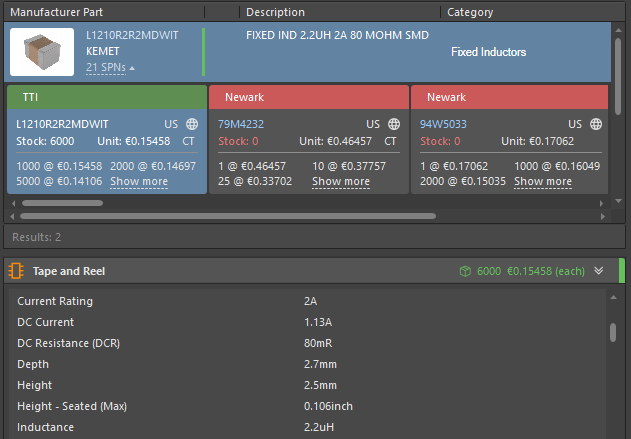 Manufacturer Part Description Category
L1210R2R2MDWIT FIXED IND 2.2UH 2A 80 MOHM SMD
KEMET Fixed Inductors
21 SPNs
TTI Newark Newark
L1210R2R2MDWIT US 79M4232 US 94W5033 US
Stock: 6000 Unit: €0.15458 CT Stock: 0 Unit: €0.46457 Stock: 0 Unit: €0.17062
1000 @ €0.15458 2000 @ €0.14697 1 @ €0.46457 10 @ €0.37757 1 @ €0.17062 1000 @ €0.16049
5000 @ €0.14106 Show more 25 @ €0.33702 Show more 2000 @ €0.15035 Show more
Results: 2
Tape and Reel 6000 €0.15458 (each)
Current Rating 2A
DC Current 1.13A
DC Resistance (DCR) 80mR
Depth 2.7mm
Height 2.5mm
Height - Seated (Max) 0.106inch
Inductance 2.2uH